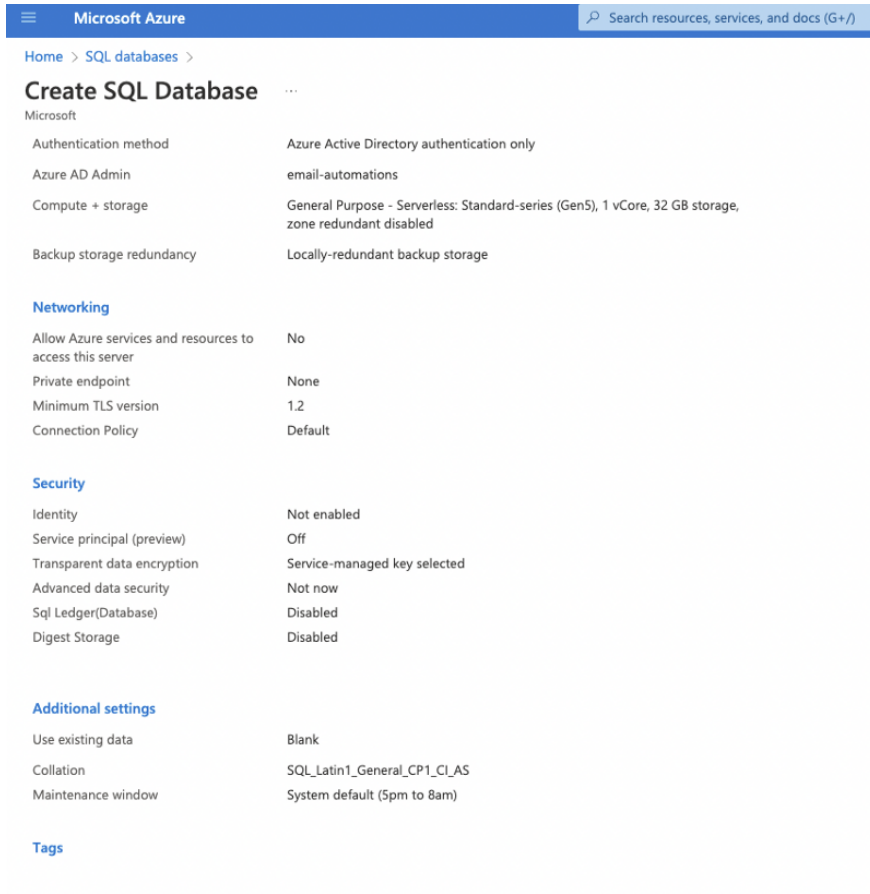 Microsoft Azure
Search resources, services, and docs (G+/)
Home > SQL databases >
Create SQL Database ...
Microsoft
Authentication method Azure Active Directory authentication only
Azure AD Admin email-automations
Compute + storage General Purpose - Serverless: Standard-series (Gen5), 1 vCore, 32 GB storage,
zone redundant disabled
Backup storage redundancy Locally-redundant backup storage
Networking
Allow Azure services and resources to No
access this server
Private endpoint None
Minimum TLS version 1.2
Connection Policy Default
Security
Identity Not enabled
Service principal (preview) Off
Transparent data encryption Service-managed key selected
Advanced data security Not now
Sql Ledger(Database) Disabled
Digest Storage Disabled
Additional settings
Use existing data Blank
Collation SQL_Latin1_General_CP1_CI_AS
Maintenance window System default (5pm to 8am)
Tags